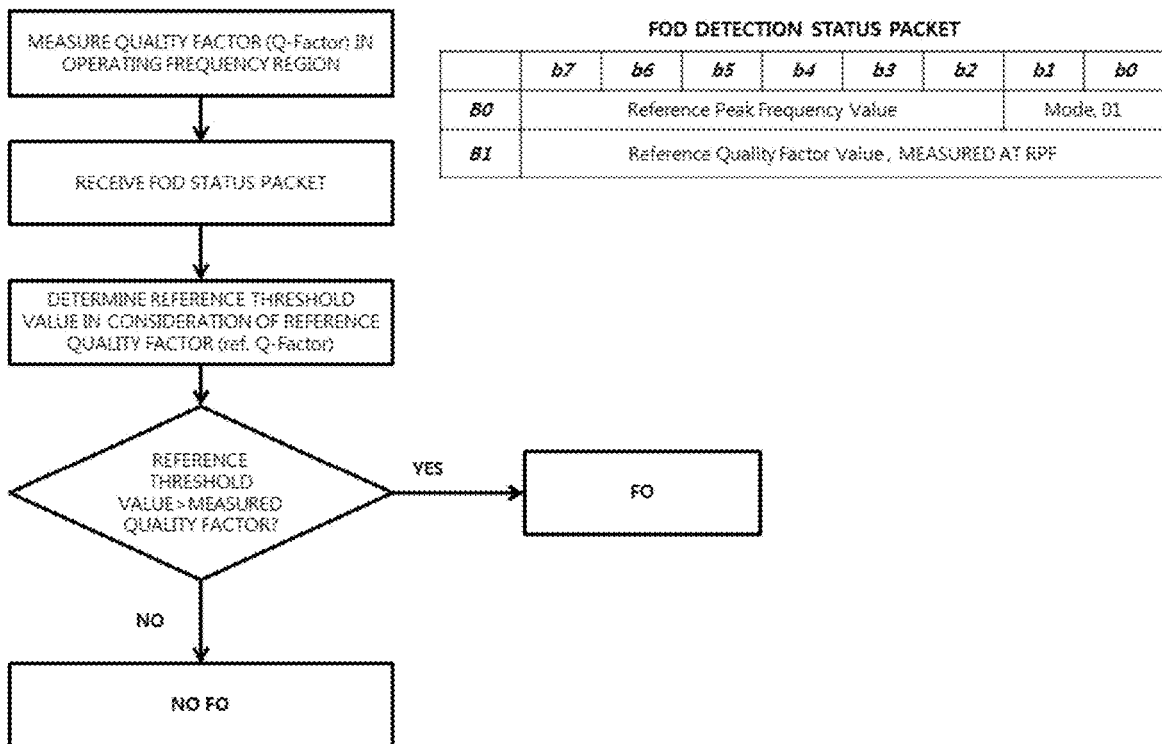 MEASURE QUALITY FACTOR (Q-Factor) IN
OPERATING FREQUENCY REGION
RECEIVE FOD STATUS PACKET
DETERMINE REFERENCE THRESHOLD
VALUE IN CONSIDERATION OF REFERENCE
QUALITY FACTOR (ref. Q-Factor)
REFERENCE
THRESHOLD
VALUE > MEASURED
QUALITY FACTOR?
YES
FO
NO
NO FO
FOD DETECTION STATUS PACKET
b7 b6 b5 b4 b3 b2 b1 b0
B0 Reference Peak Frequency Value Mode, 01
B1 Reference Quality Factor Value, MEASURED AT RPF